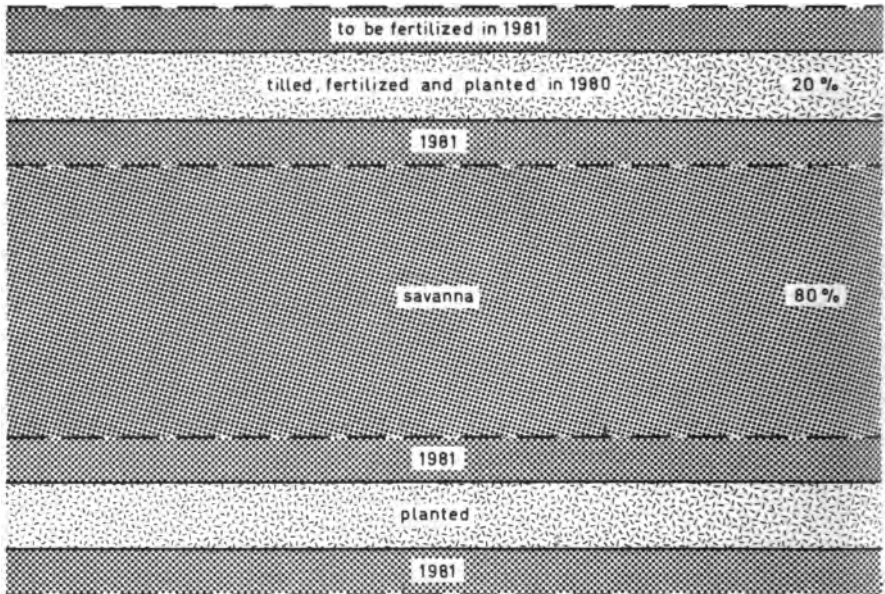 to be fertilized in 1981
tilled, fertilized and planted in 1980 20 %
1981
savanna 80 %
1981
planted
1981